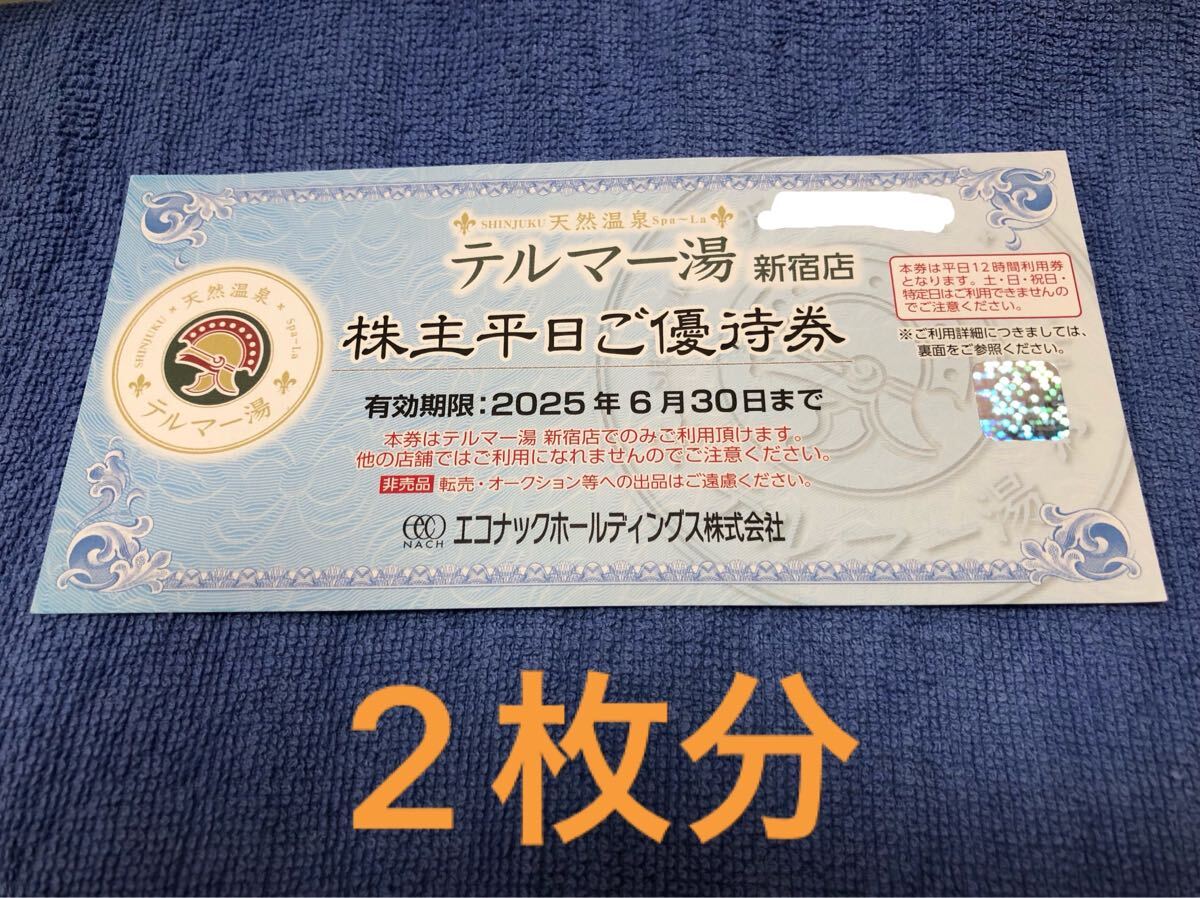 SHINJUKU 天然温泉 Spa〜La
テルマー湯 新宿店
株主平日ご優待券
有効期限：2025年6月30日まで
本券はテルマー湯 新宿店でのみご利用頂けます。
他の店舗ではご利用になれませんのでご注意ください。
非売品 転売・オークション等への出品はご遠慮ください。
NACH エコナックホールディングス株式会社
本券は平日12時間利用券
となります。土・日・祝日・
特定日はご利用できませんの
でご注意ください。
※ご利用詳細につきましては、
裏面をご参照ください。
SHINJUKU × 天然温泉 × Spa〜La
テルマー湯
2枚分